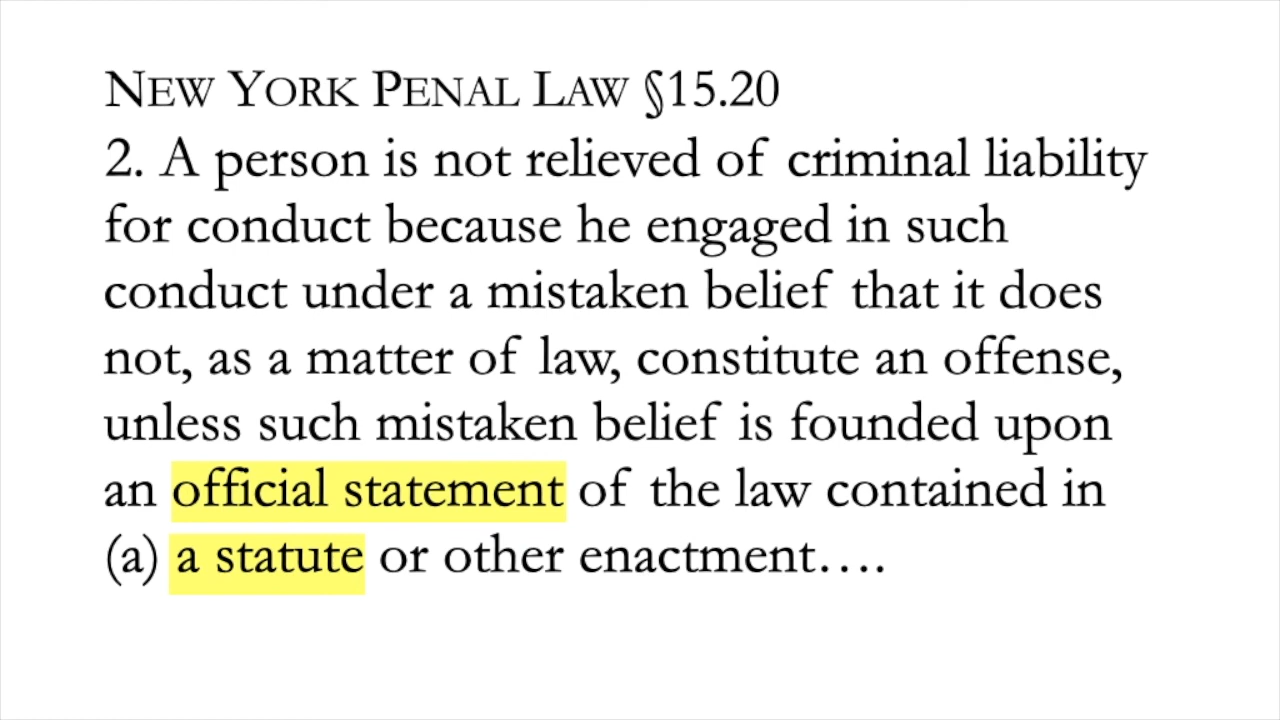 NEW YORK PENAL LAW §15.20
2. A person is not relieved of criminal liability
for conduct because he engaged in such
conduct under a mistaken belief that it does
not, as a matter of law, constitute an offense,
unless such mistaken belief is founded upon
an official statement of the law contained in
(a) a statute or other enactment….